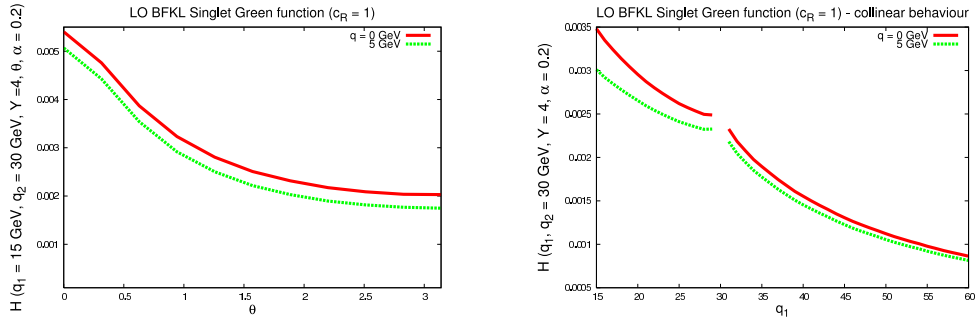 LO BFKL Singlet Green function (c_R = 1)
q = 0 GeV
5 GeV
H (q_1 = 15 GeV, q_2 = 30 GeV, Y =4, θ, α = 0.2)
0.005
0.004
0.003
0.002
0.001
0 0.5 1 1.5 2 2.5 3
θ
LO BFKL Singlet Green function (c_R = 1) - collinear behaviour
q = 0 GeV
5 GeV
H (q_1, q_2 = 30 GeV, Y = 4, α = 0.2)
0.0035
0.003
0.0025
0.002
0.0015
0.001
0.0005
15 20 25 30 35 40 45 50 55 60
q_1